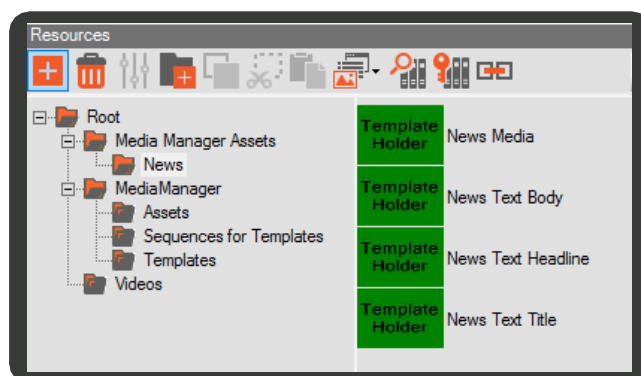 Resources
Root
Media Manager Assets
News
MediaManager
Assets
Sequences for Templates
Templates
Videos
Template
Holder
News Media
Template
Holder
News Text Body
Template
Holder
News Text Headline
Template
Holder
News Text Title